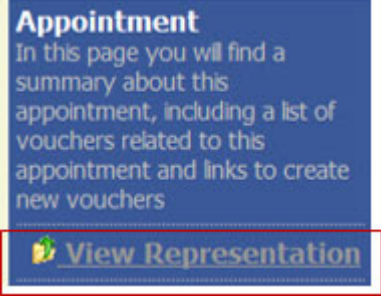 Appointment
In this page you will find a
summary about this
appointment, including a list of
vouchers related to this
appointment and links to create
new vouchers
View Representation